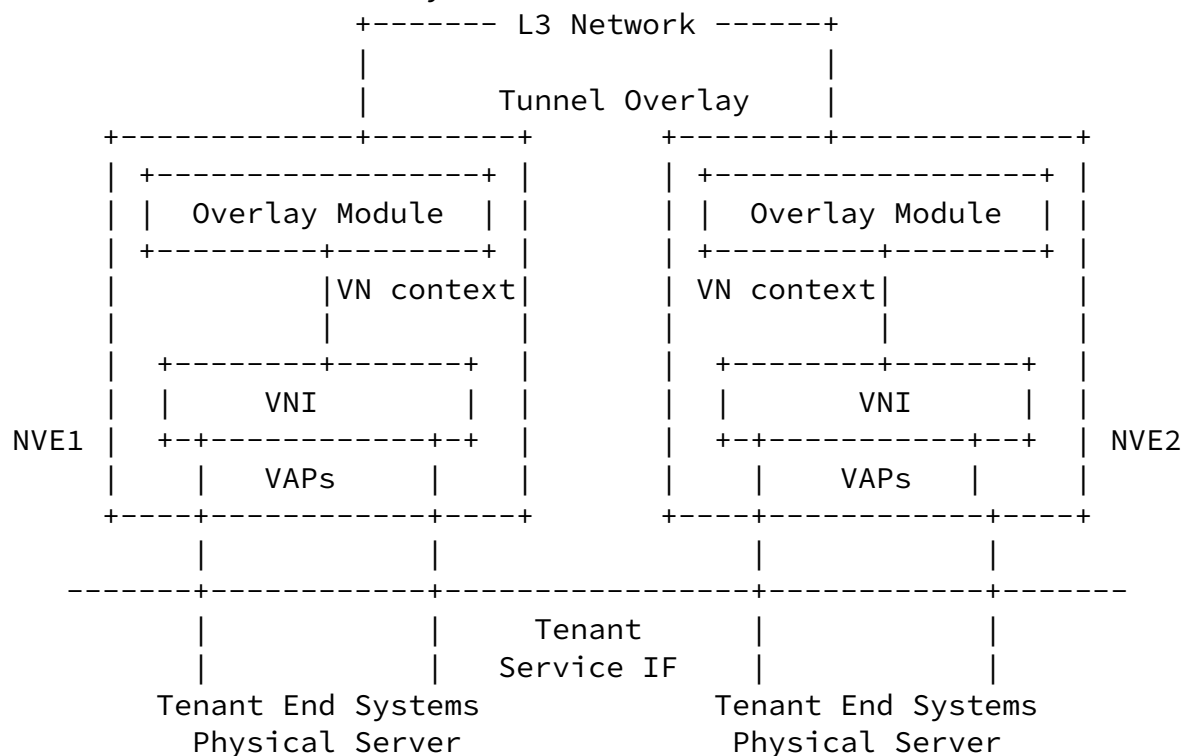 L3 Network
Tunnel Overlay
Overlay Module Overlay Module
VN context VN context
VNI VNI
NVE1 NVE2
VAPs VAPs
Tenant
Service IF
Tenant End Systems Tenant End Systems
Physical Server Physical Server